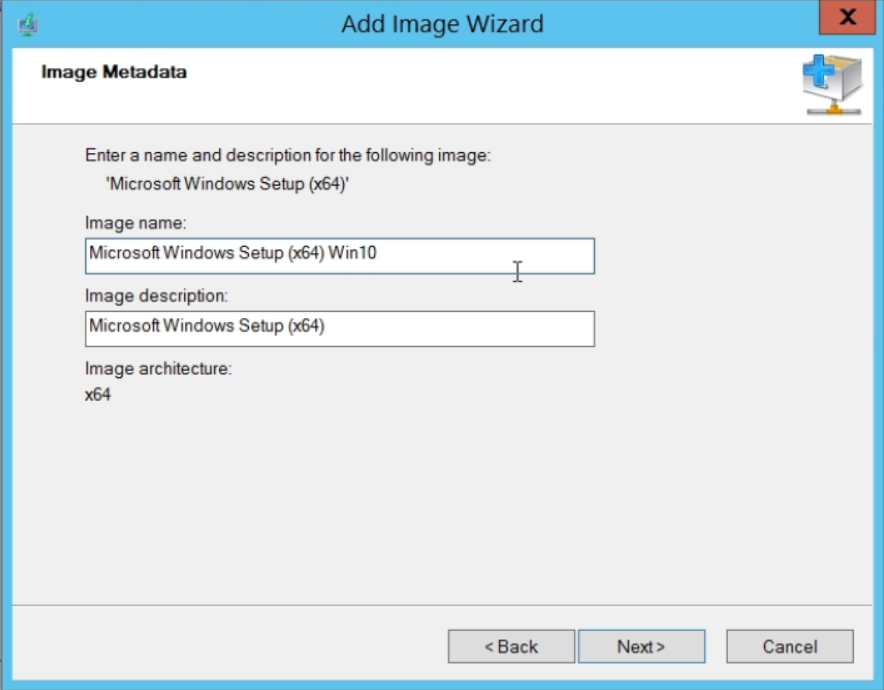 Add Image Wizard
X
Image Metadata
Enter a name and description for the following image:
'Microsoft Windows Setup (x64)'
Image name:
Microsoft Windows Setup (x64) Win10
Image description:
Microsoft Windows Setup (x64)
Image architecture:
x64
< Back
Next >
Cancel